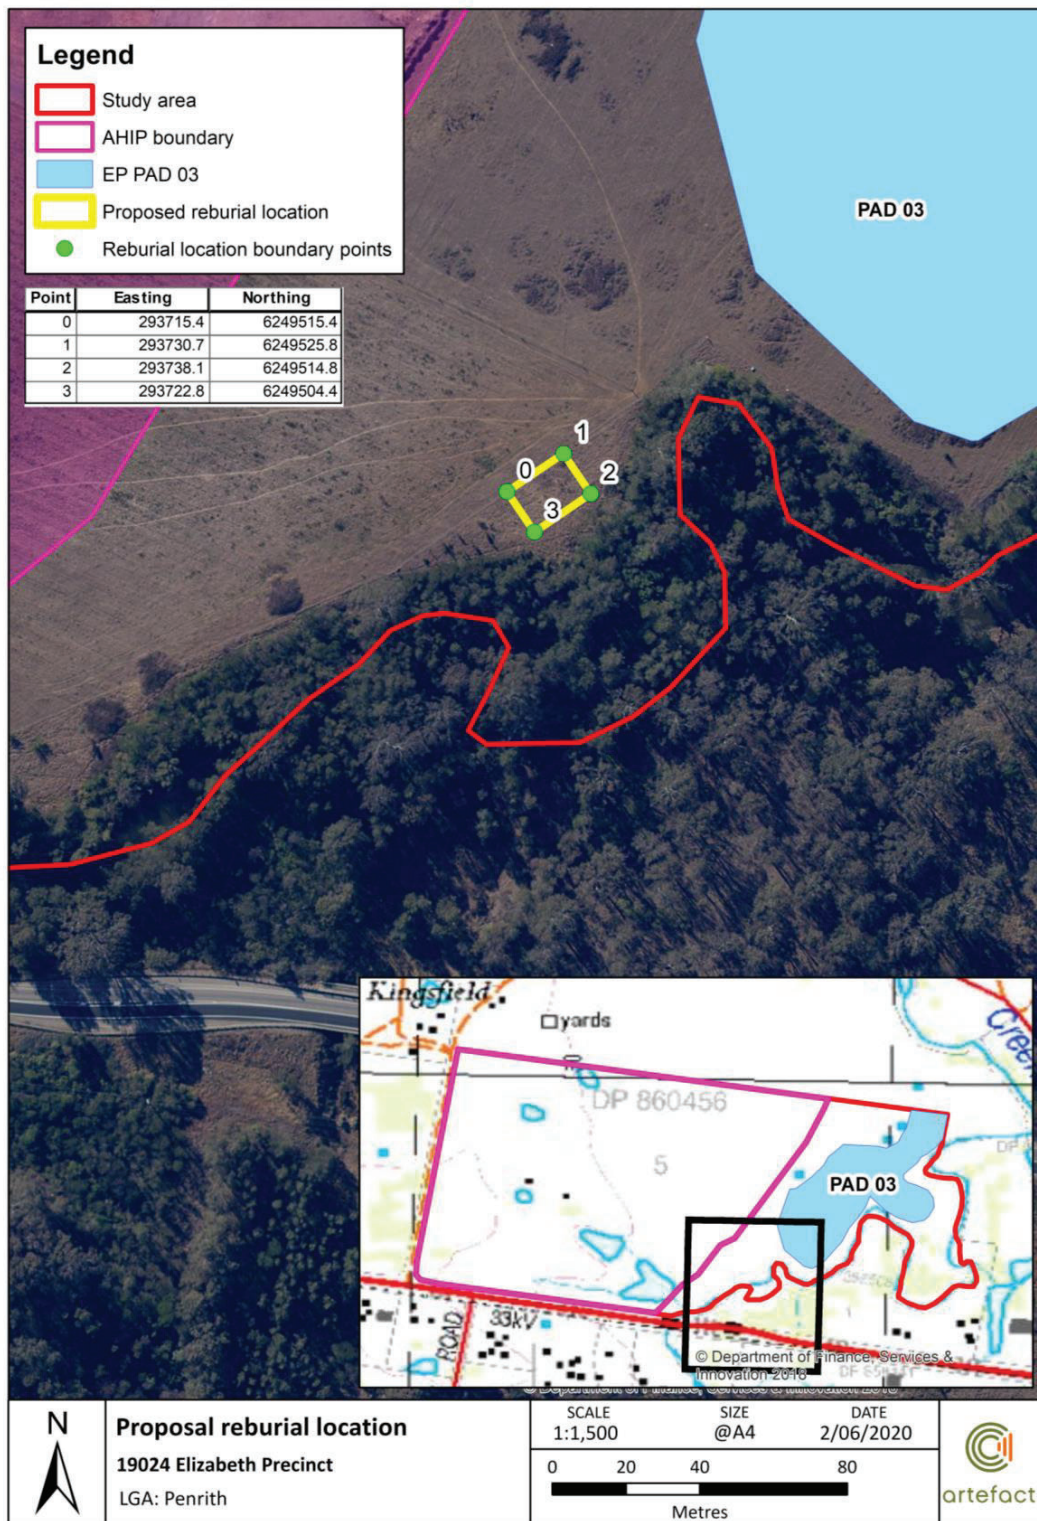 Legend
Study area
AHIP boundary
EP PAD 03
Proposed reburial location
Reburial location boundary points
Point Easting Northing
0 293715.4 6249515.4
1 293730.7 6249525.8
2 293738.1 6249514.8
3 293722.8 6249504.4
PAD 03
1
0
2
3
Kingsfield
yards
Creek
DP 860456
5
PAD 03
33kV
ROAD
© Department of Finance, Services &
Innovation 2018
N
Proposal reburial location
19024 Elizabeth Precinct
LGA: Penrith
SCALE
1:1,500
SIZE
@A4
DATE
2/06/2020
0 20 40 80
Metres
artefact